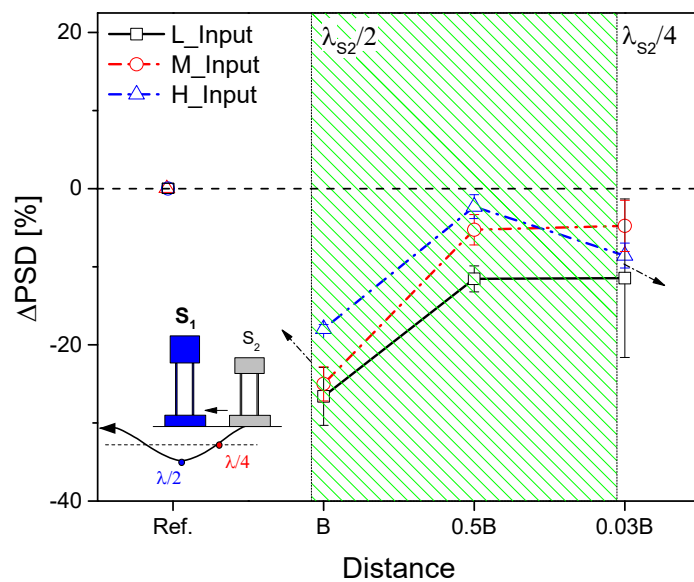 20
0
-20
-40
ΔPSD [%]
L_Input
M_Input
H_Input
λS2/2
λS2/4
S1
S2
λ/2
λ/4
Ref.
B
0.5B
0.03B
Distance